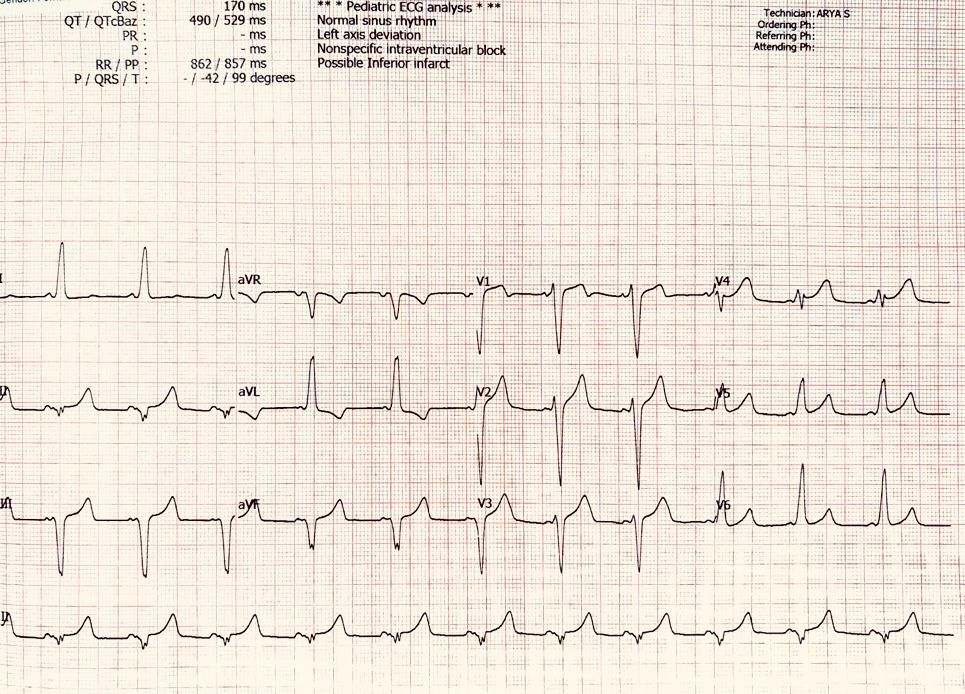 QRS : 170 ms
QT / QTcBaz : 490 / 529 ms
PR : - ms
P : - ms
RR / PP : 862 / 857 ms
P / QRS / T : - / -42 / 99 degrees
** * Pediatric ECG analysis * **
Normal sinus rhythm
Left axis deviation
Nonspecific intraventricular block
Possible Inferior infarct
Technician: ARYA S
Ordering Ph:
Referring Ph:
Attending Ph:
I aVR V1 V4
II aVL V2 V5
III aVF V3 V6
II